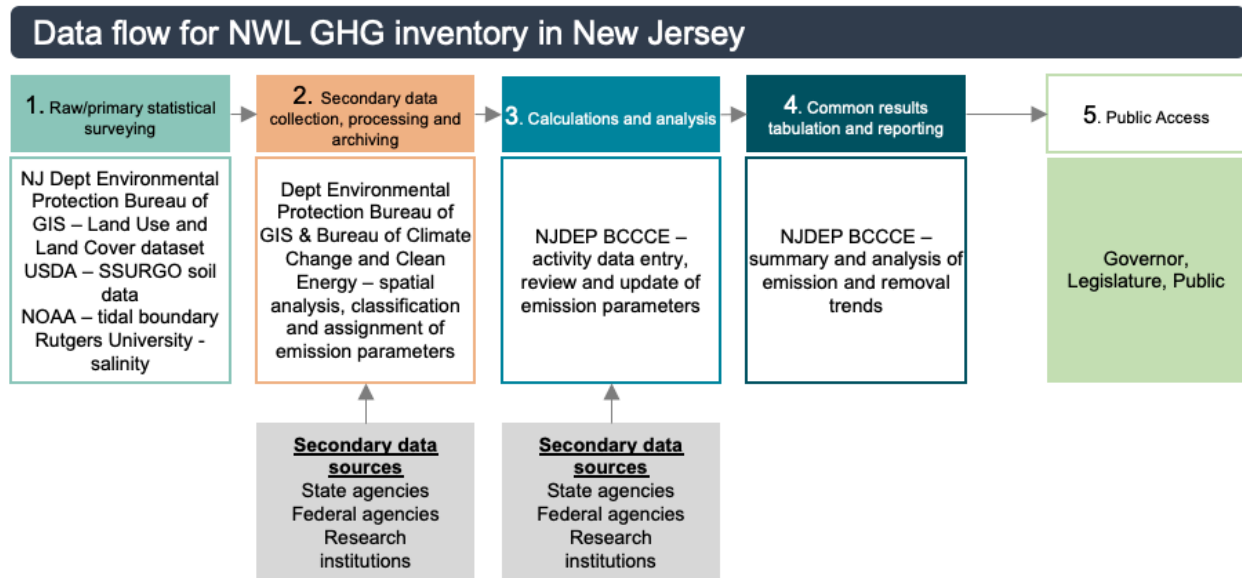 Data flow for NWL GHG inventory in New Jersey
1. Raw/primary statistical
surveying
2. Secondary data
collection, processing and
archiving
3. Calculations and analysis
4. Common results
tabulation and reporting
5. Public Access
NJ Dept Environmental
Protection Bureau of
GIS – Land Use and
Land Cover dataset
USDA – SSURGO soil
data
NOAA – tidal boundary
Rutgers University -
salinity
Dept Environmental
Protection Bureau of
GIS & Bureau of Climate
Change and Clean
Energy – spatial
analysis, classification
and assignment of
emission parameters
NJDEP BCCCE –
activity data entry,
review and update of
emission parameters
NJDEP BCCCE –
summary and analysis of
emission and removal
trends
Governor,
Legislature, Public
Secondary data
sources
State agencies
Federal agencies
Research
institutions
Secondary data
sources
State agencies
Federal agencies
Research
institutions